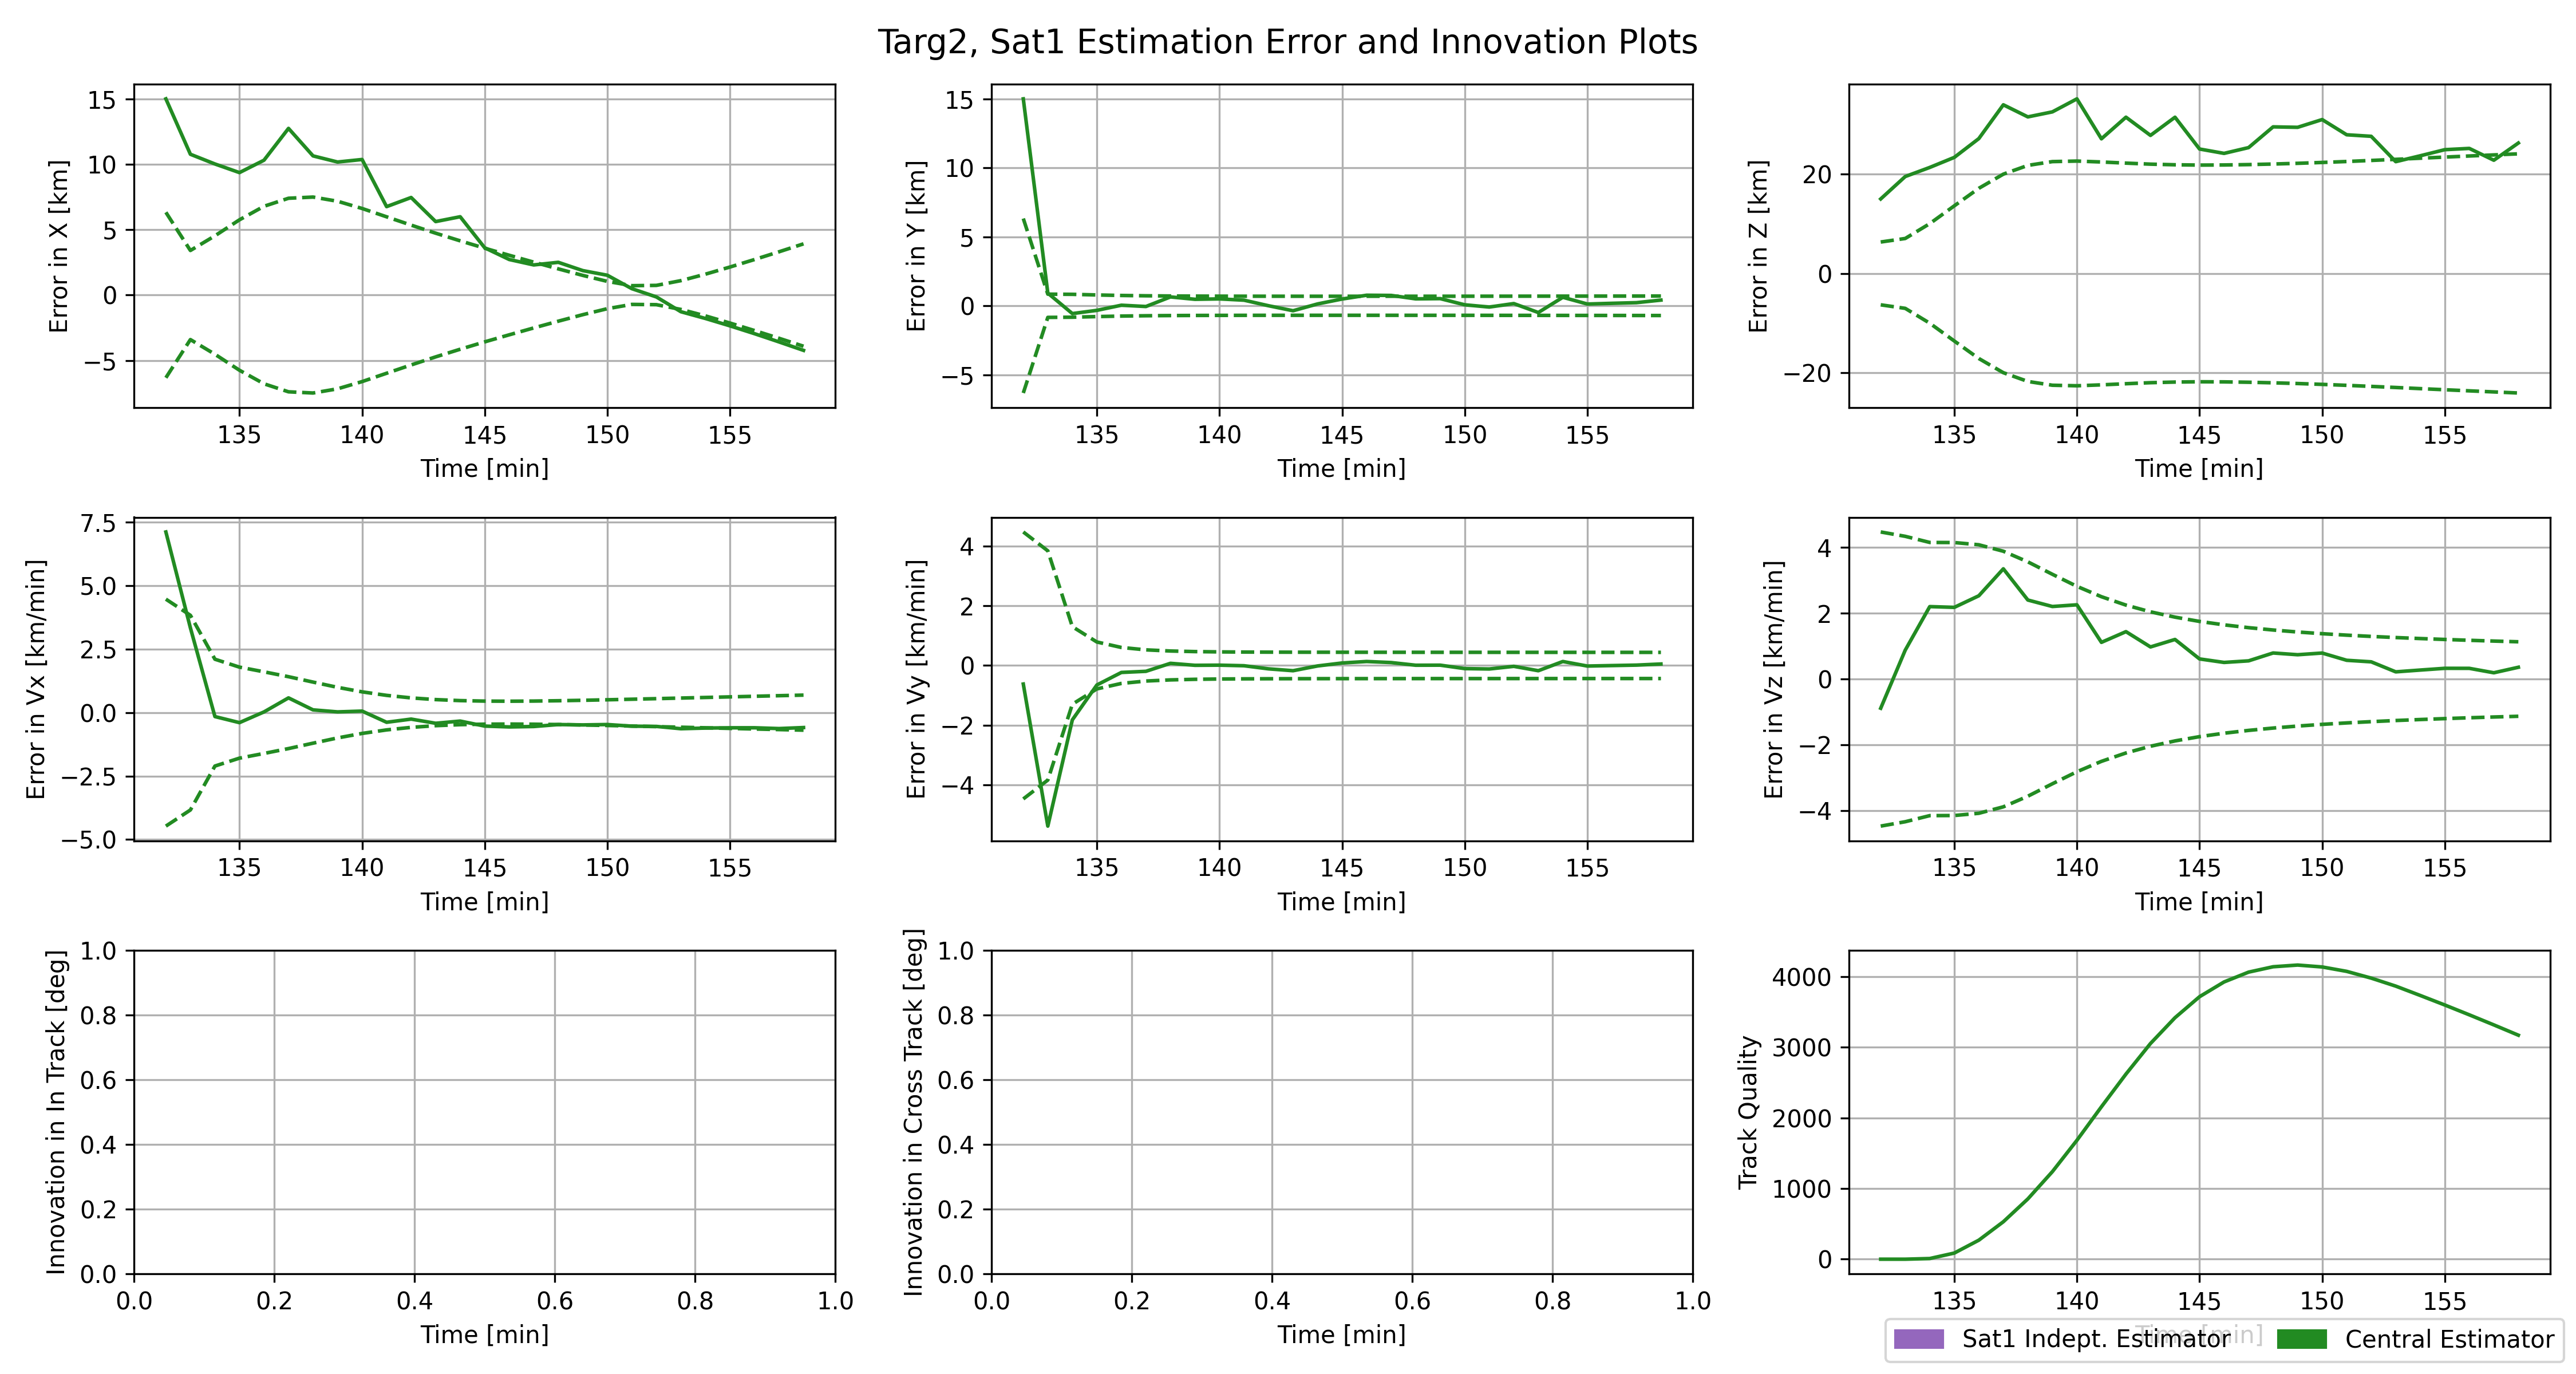 Targ2, Sat1 Estimation Error and Innovation Plots
Error in X [km]
15
10
5
0
−5
135 140 145 150 155
Time [min]
Error in Y [km]
15
10
5
0
−5
135 140 145 150 155
Time [min]
Error in Z [km]
20
0
−20
135 140 145 150 155
Time [min]
Error in Vx [km/min]
7.5
5.0
2.5
0.0
−2.5
−5.0
135 140 145 150 155
Time [min]
Error in Vy [km/min]
4
2
0
−2
−4
135 140 145 150 155
Time [min]
Error in Vz [km/min]
4
2
0
−2
−4
135 140 145 150 155
Time [min]
Innovation in In Track [deg]
1.0
0.8
0.6
0.4
0.2
0.0
0.0 0.2 0.4 0.6 0.8 1.0
Time [min]
Innovation in Cross Track [deg]
1.0
0.8
0.6
0.4
0.2
0.0
0.0 0.2 0.4 0.6 0.8 1.0
Time [min]
Track Quality
4000
3000
2000
1000
0
135 140 145 150 155
Time [min]
Sat1 Indept. Estimator Central Estimator